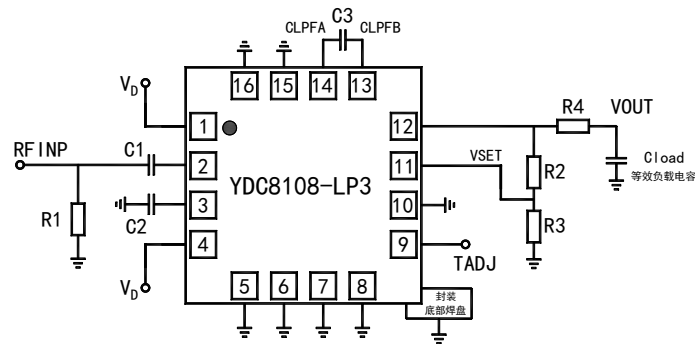 C3
CLPFA
CLPFB
16
15
14
13
V_D
1
12
R4
VOUT
RFINP
C1
2
11
VSET
R2
Cload
等效负载电容
YDC8108-LP3
R1
C2
3
10
R3
4
9
TADJ
V_D
5
6
7
8
封装
底部焊盘